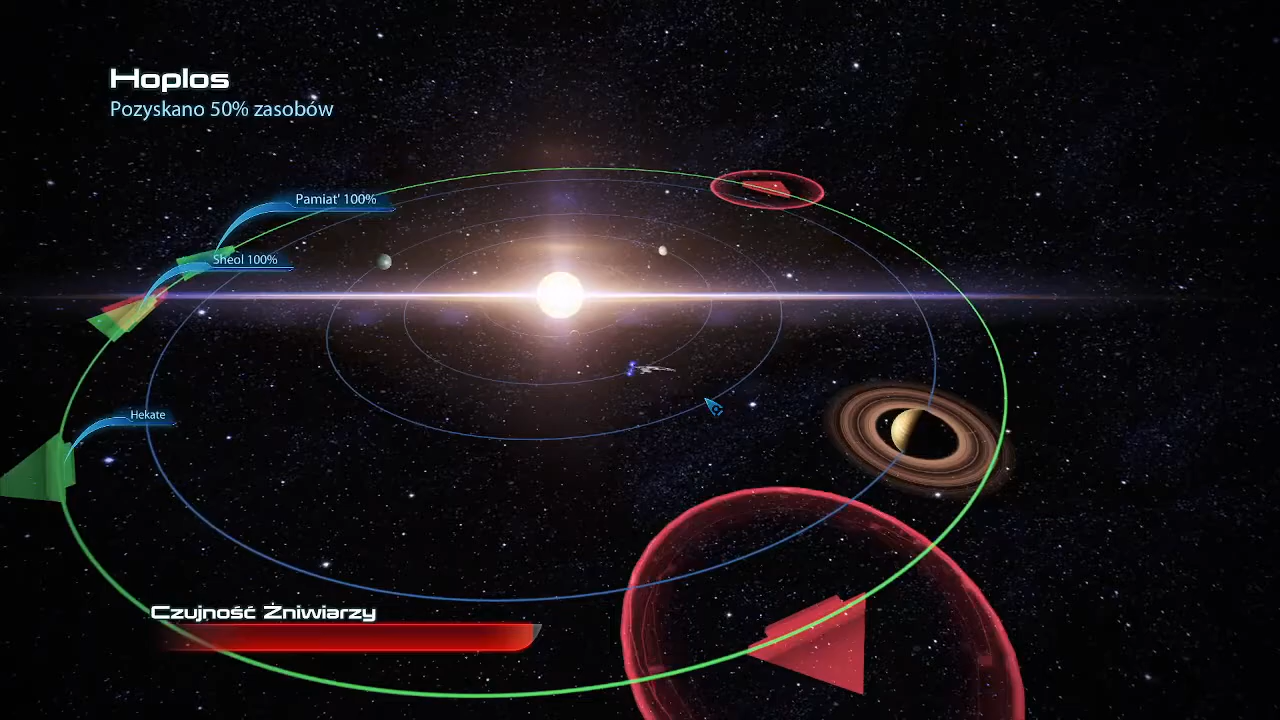 Hoplos
Pozyskano 50% zasobów
Pamiat' 100%
Sheol 100%
Hekate
Czujność Żniwiarzy